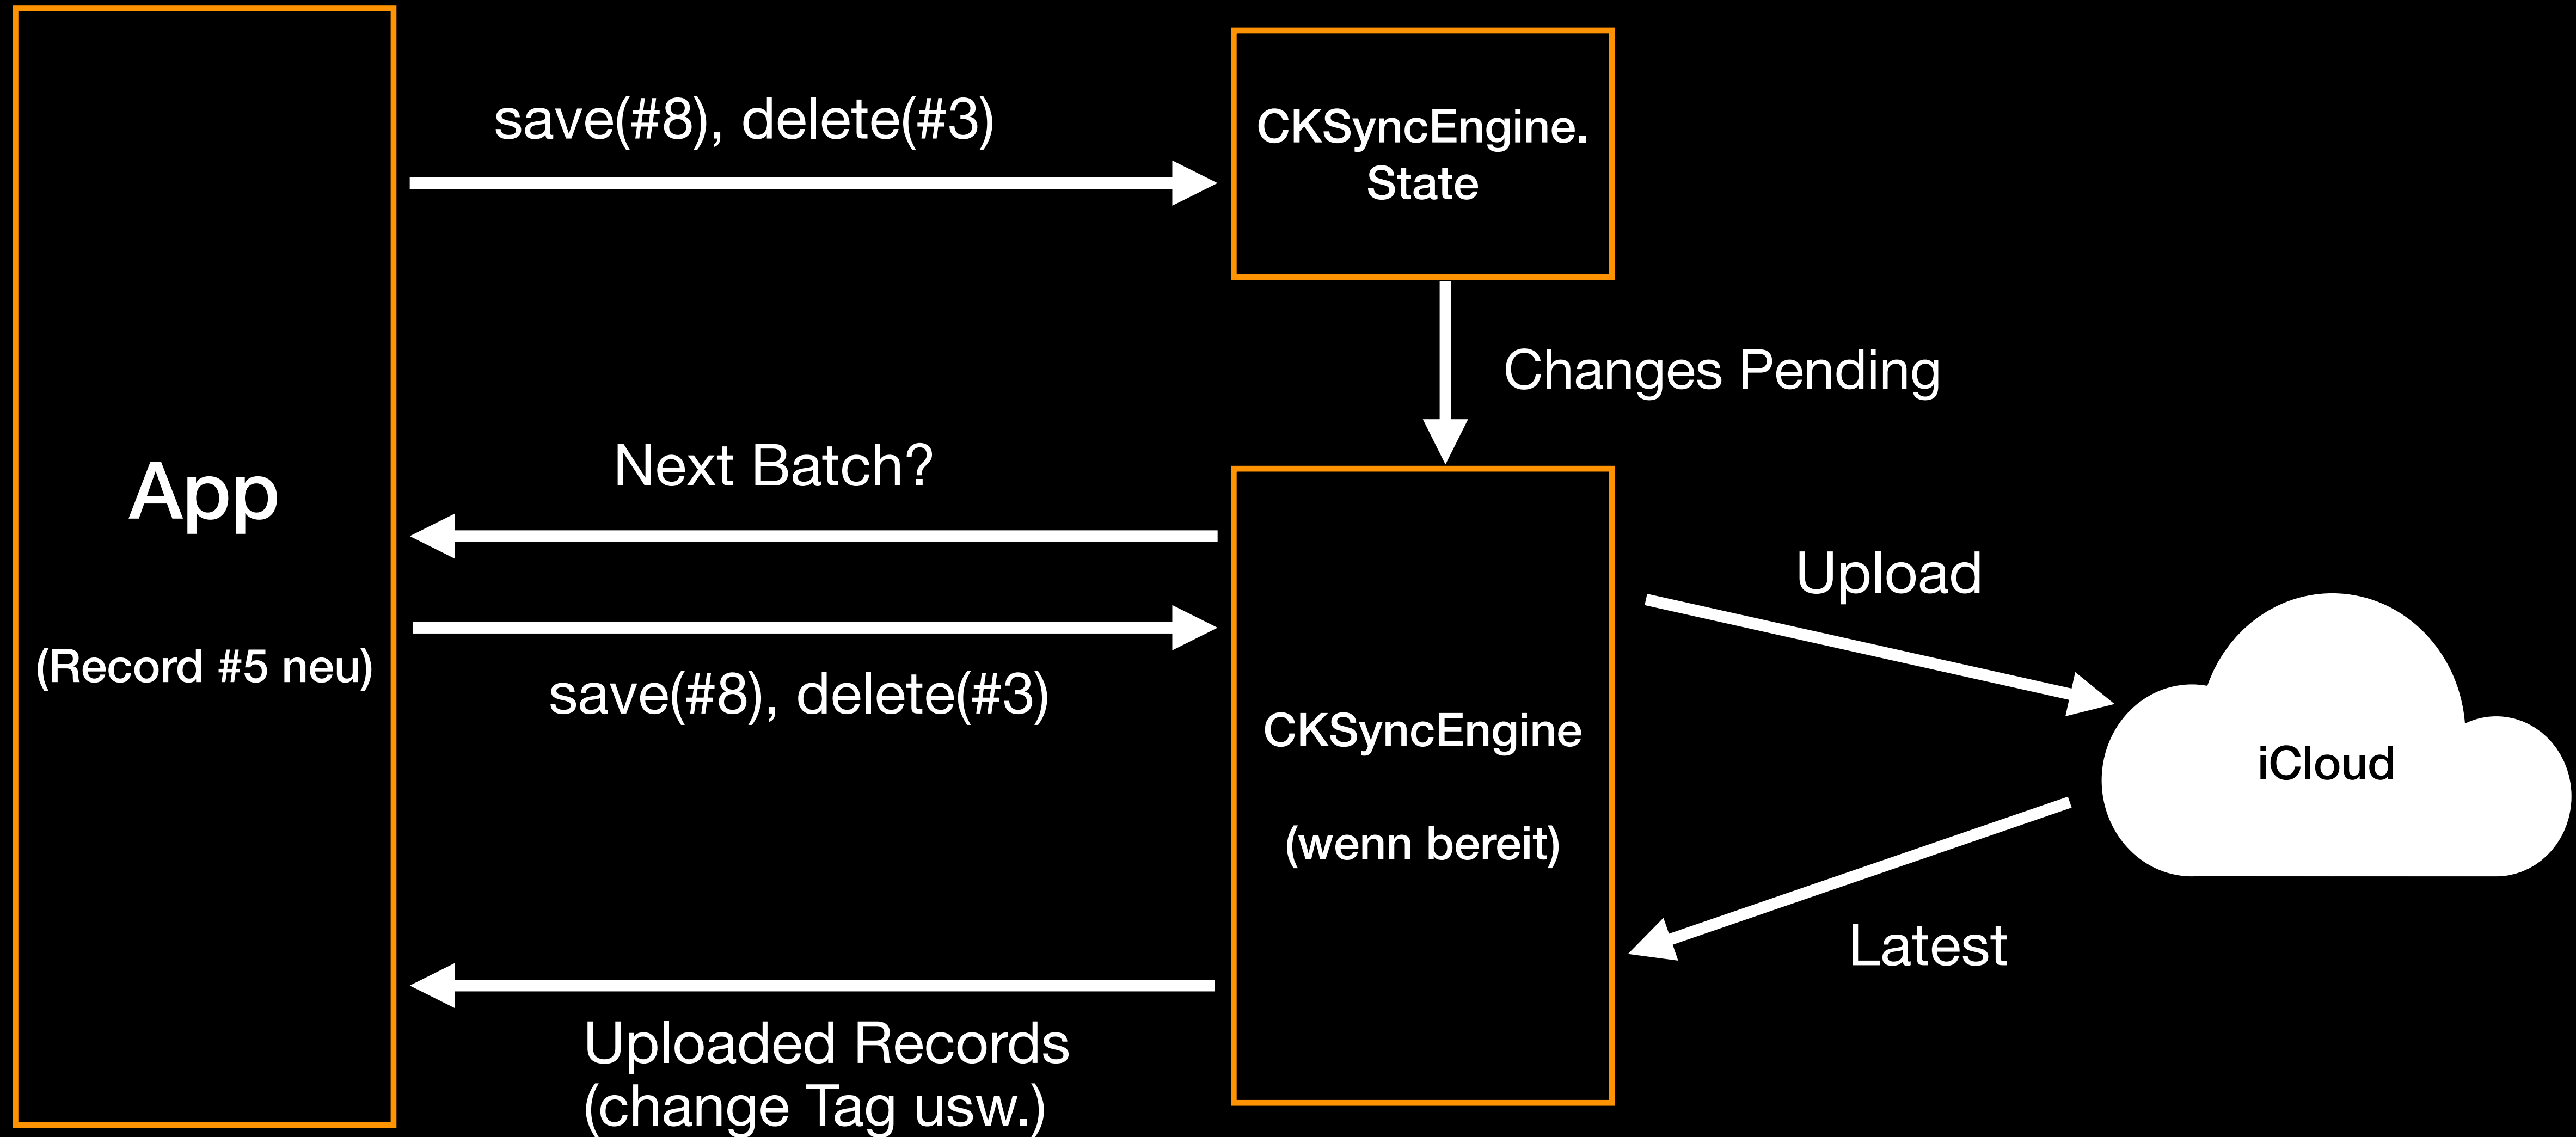 save(#8), delete(#3)
CKSyncEngine.
State
Changes Pending
App
(Record #5 neu)
Next Batch?
save(#8), delete(#3)
CKSyncEngine
(wenn bereit)
Upload
iCloud
Latest
Uploaded Records
(change Tag usw.)